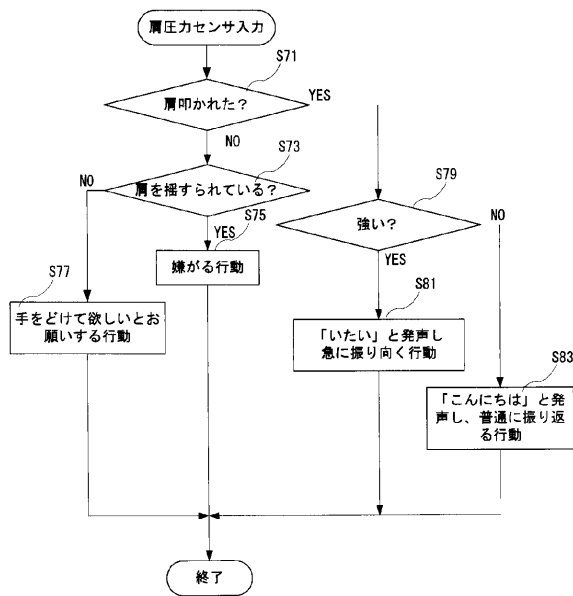 肩圧力センサ入力
S71
肩叩かれた？
YES
NO
S73
肩を揺すられている？
NO
YES
S75
嫌がる行動
S77
手をどけて欲しいとお
願いする行動
S79
強い？
NO
YES
S81
「いたい」と発声し
急に振り向く行動
S83
「こんにちは」と発
声し、普通に振り返
る行動
終了